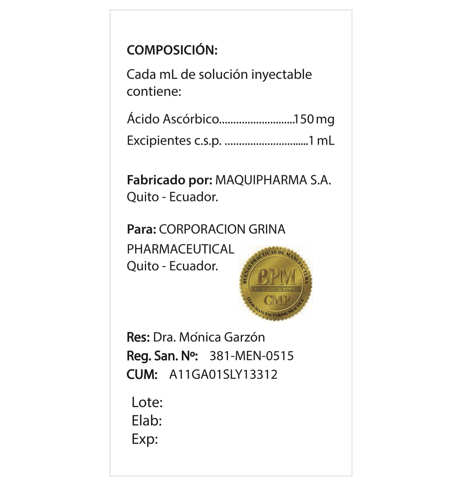 COMPOSICIÓN:
Cada mL de solución inyectable
contiene:
Ácido Ascórbico...........................150 mg
Excipientes c.s.p. ..............................1 mL
Fabricado por: MAQUIPHARMA S.A.
Quito - Ecuador.
Para: CORPORACION GRINA
PHARMACEUTICAL
Quito - Ecuador.
BUENAS PRÁCTICAS DE MANUFACTURA
BPM
GMP
GOOD MANUFACTURING PRACTICE
Res: Dra. Mónica Garzón
Reg. San. Nº: 381-MEN-0515
CUM: A11GA01SLY13312
Lote:
Elab:
Exp: